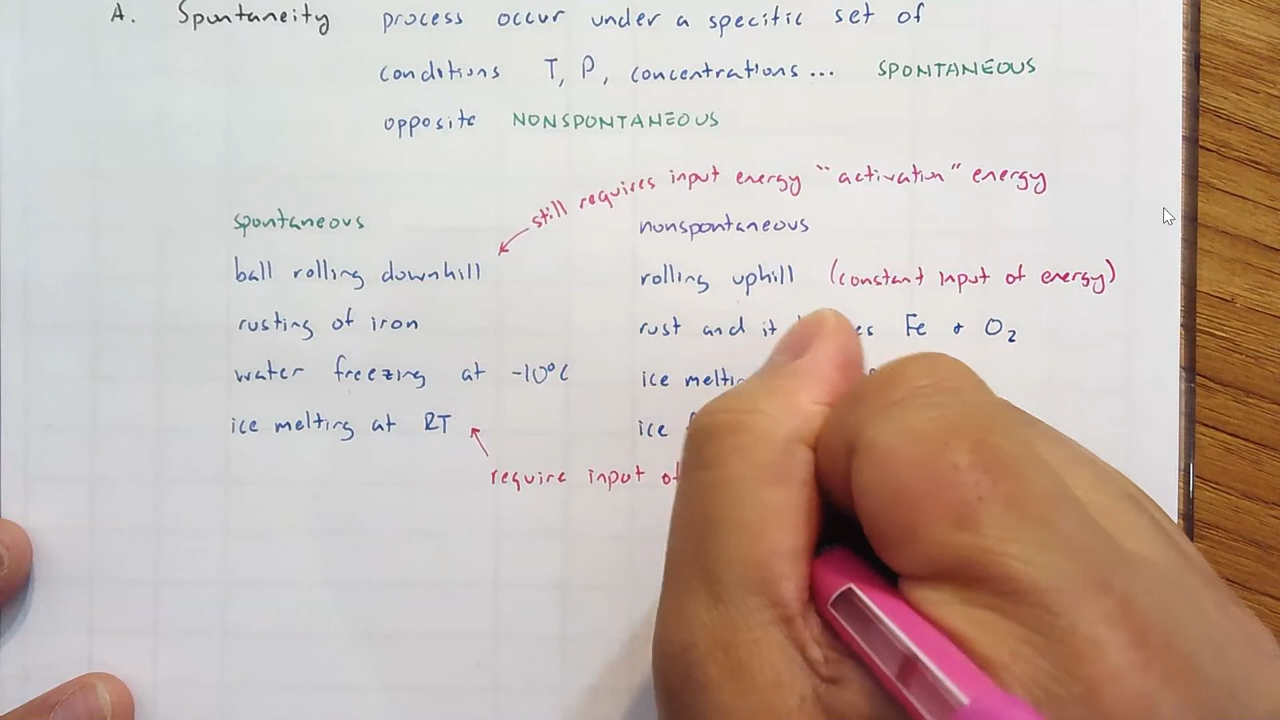 A. Spontaneity process occur under a specific set of
conditions T, P, concentrations... SPONTANEOUS
opposite NONSPONTANEOUS
still requires input energy "activation" energy
spontaneous nonspontaneous
ball rolling downhill rolling uphill (constant input of energy)
rusting of iron rust and it Fe + O2
water freezing at -10°C ice
ice melting at RT ice
require input of